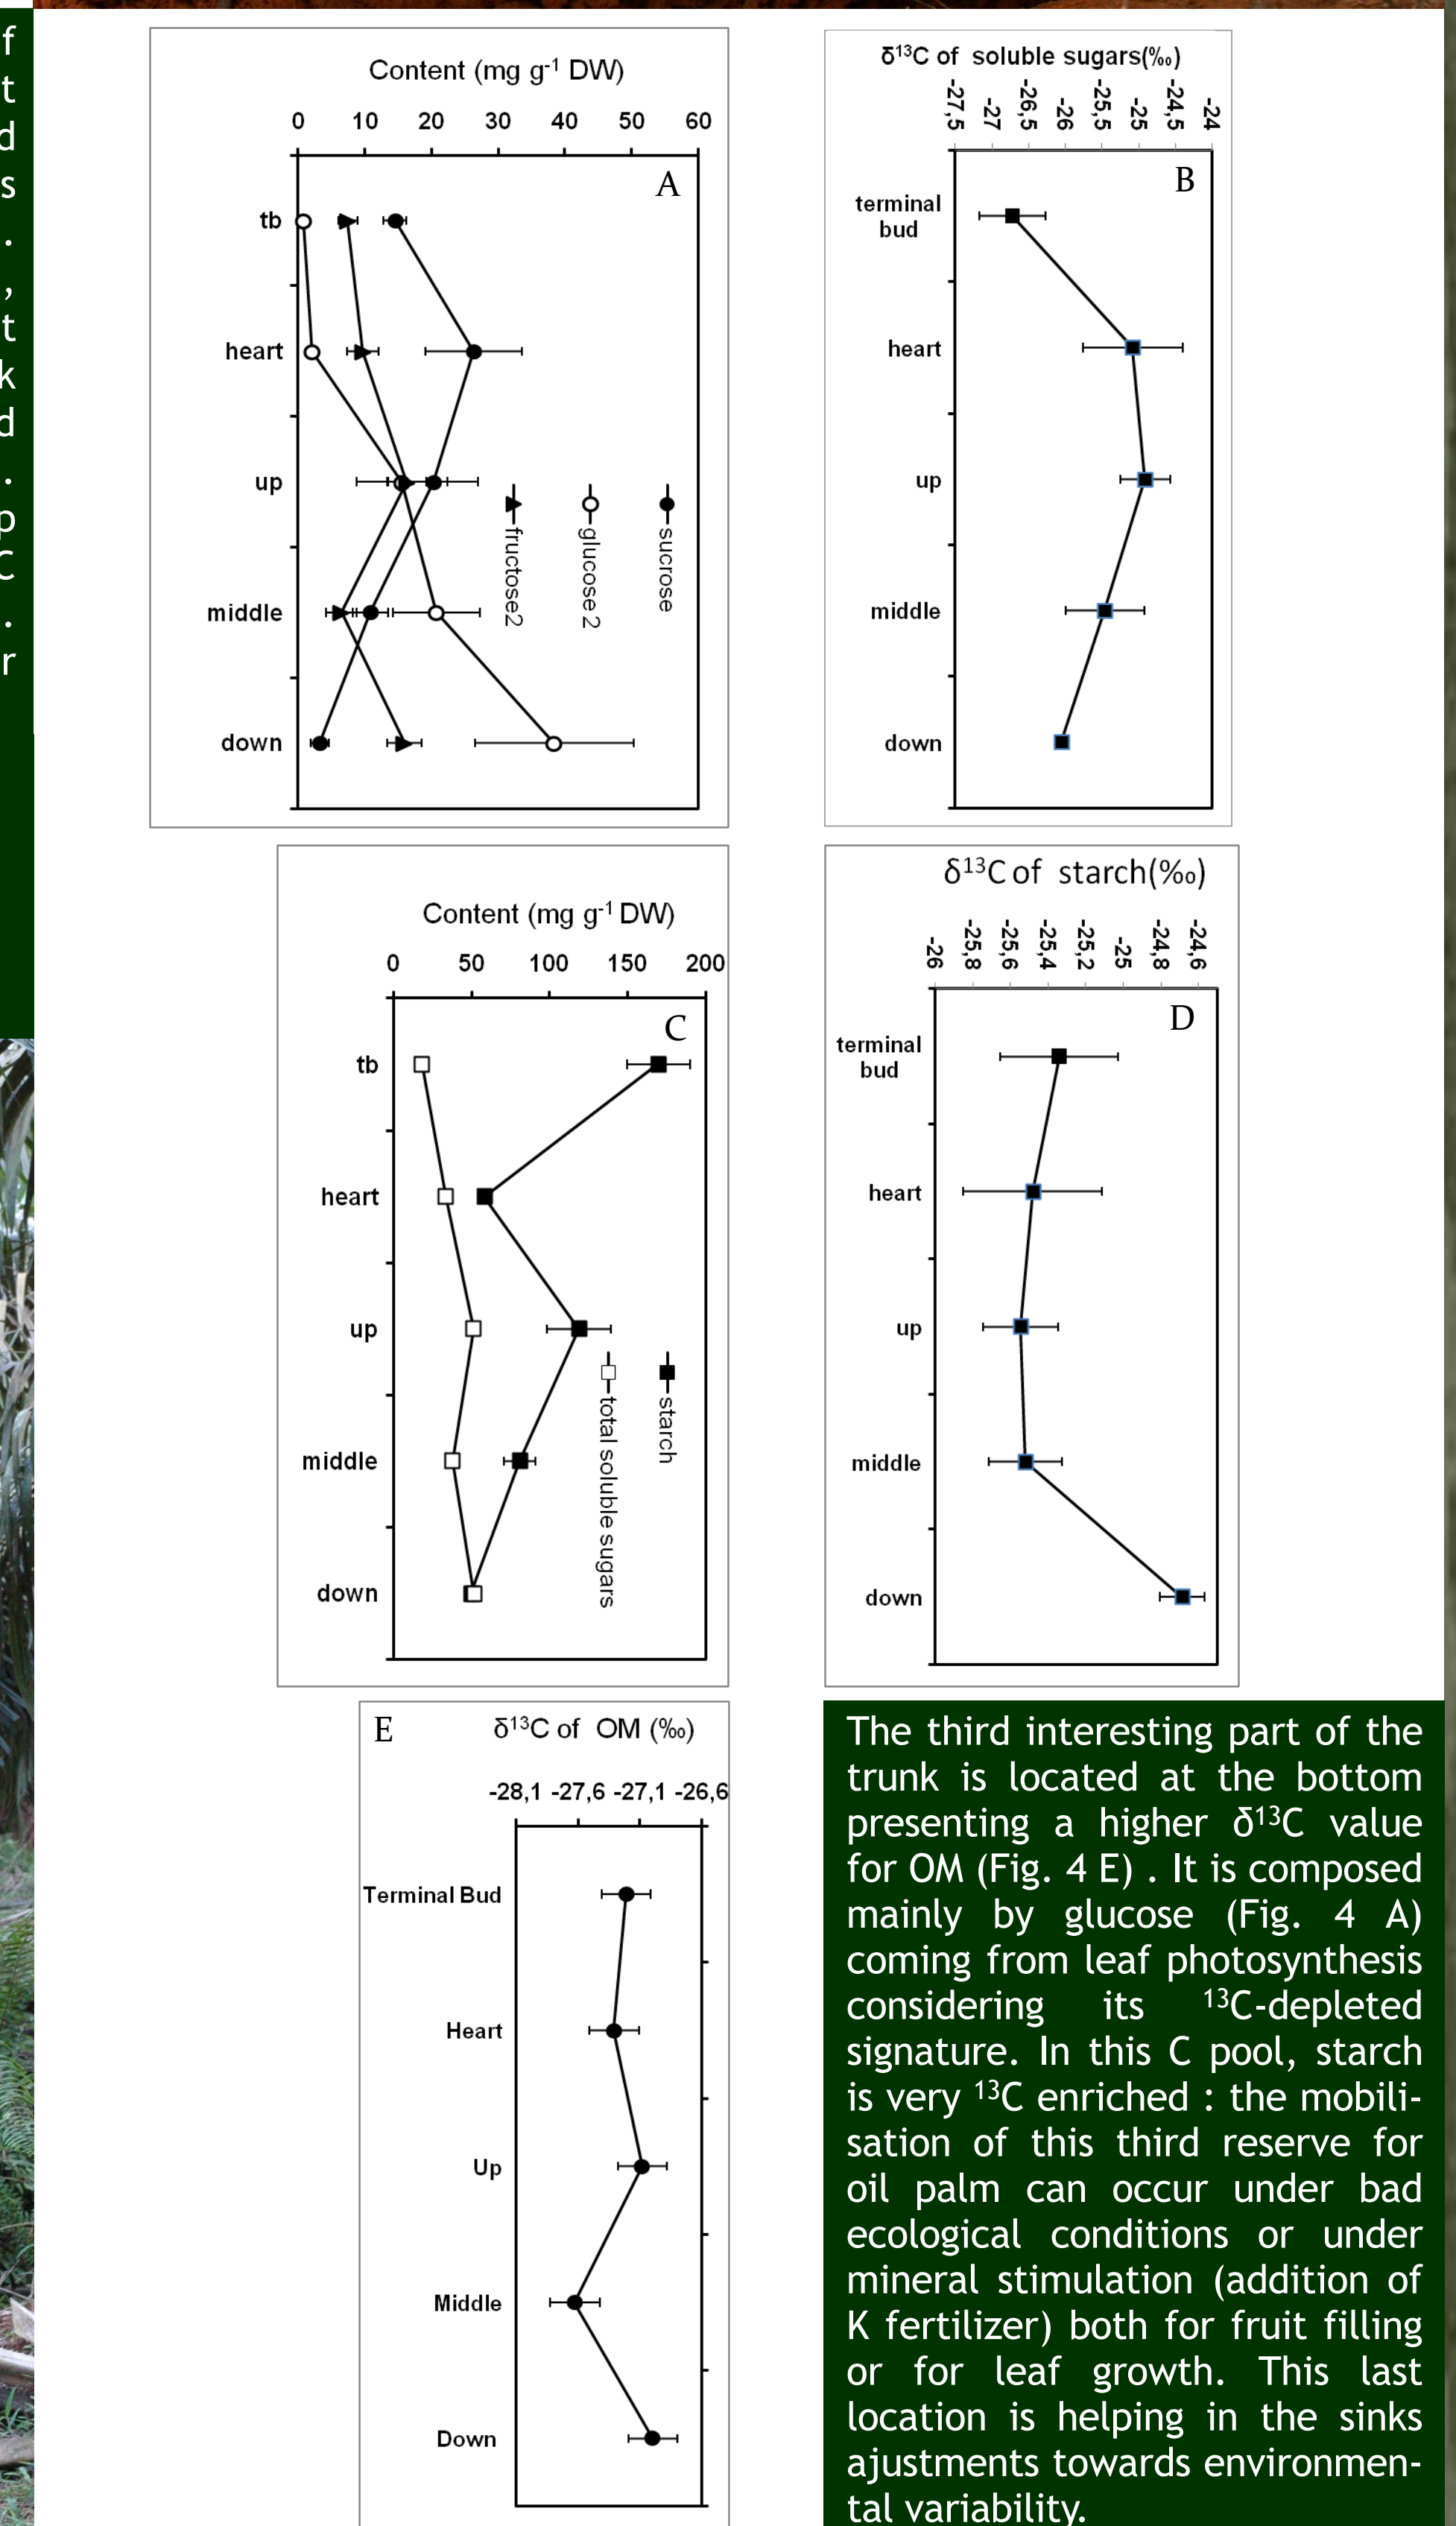 f
t
d
s
.
,
t
k
d
.
p
C
.
r
Content (mg g-1 DW)
0 10 20 30 40 50 60
A
tb
heart
up
middle
down
fructose2
glucose2
sucrose
δ13C of soluble sugars(‰)
-27,5 -27 -26,5 -26 -25,5 -25 -24,5 -24
B
terminal
bud
heart
up
middle
down
Content (mg g-1 DW)
0 50 100 150 200
C
tb
heart
up
middle
down
total soluble sugars
starch
δ13C of starch(‰)
-26 -25,8 -25,6 -25,4 -25,2 -25 -24,8 -24,6
D
terminal
bud
heart
up
middle
down
E
δ13C of OM (‰)
-28,1 -27,6 -27,1 -26,6
Terminal Bud
Heart
Up
Middle
Down
The third interesting part of the
trunk is located at the bottom
presenting a higher δ13C value
for OM (Fig. 4 E) . It is composed
mainly by glucose (Fig. 4 A)
coming from leaf photosynthesis
considering its 13C-depleted
signature. In this C pool, starch
is very 13C enriched : the mobili-
sation of this third reserve for
oil palm can occur under bad
ecological conditions or under
mineral stimulation (addition of
K fertilizer) both for fruit filling
or for leaf growth. This last
location is helping in the sinks
ajustments towards environmen-
tal variability.